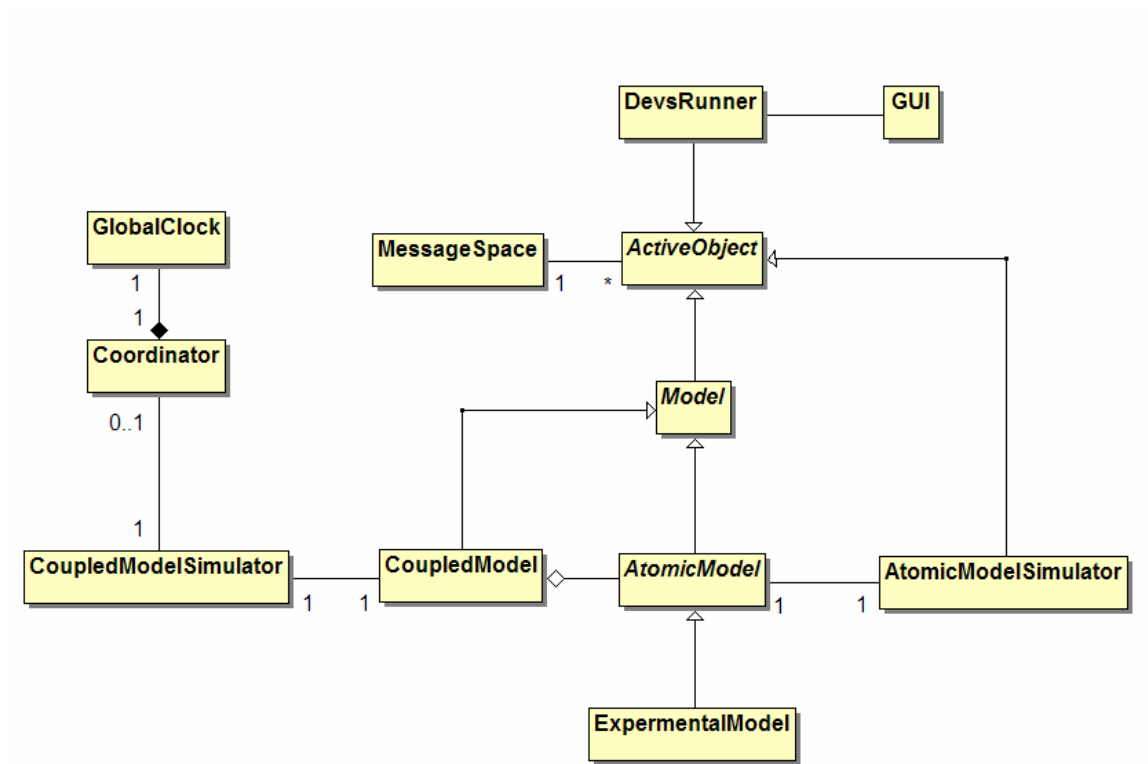 DevsRunner
GUI
GlobalClock
MessageSpace
ActiveObject
1
1
*
1
Coordinator
Model
0..1
1
CoupledModelSimulator
CoupledModel
AtomicModel
AtomicModelSimulator
1
1
1
1
ExpermentalModel